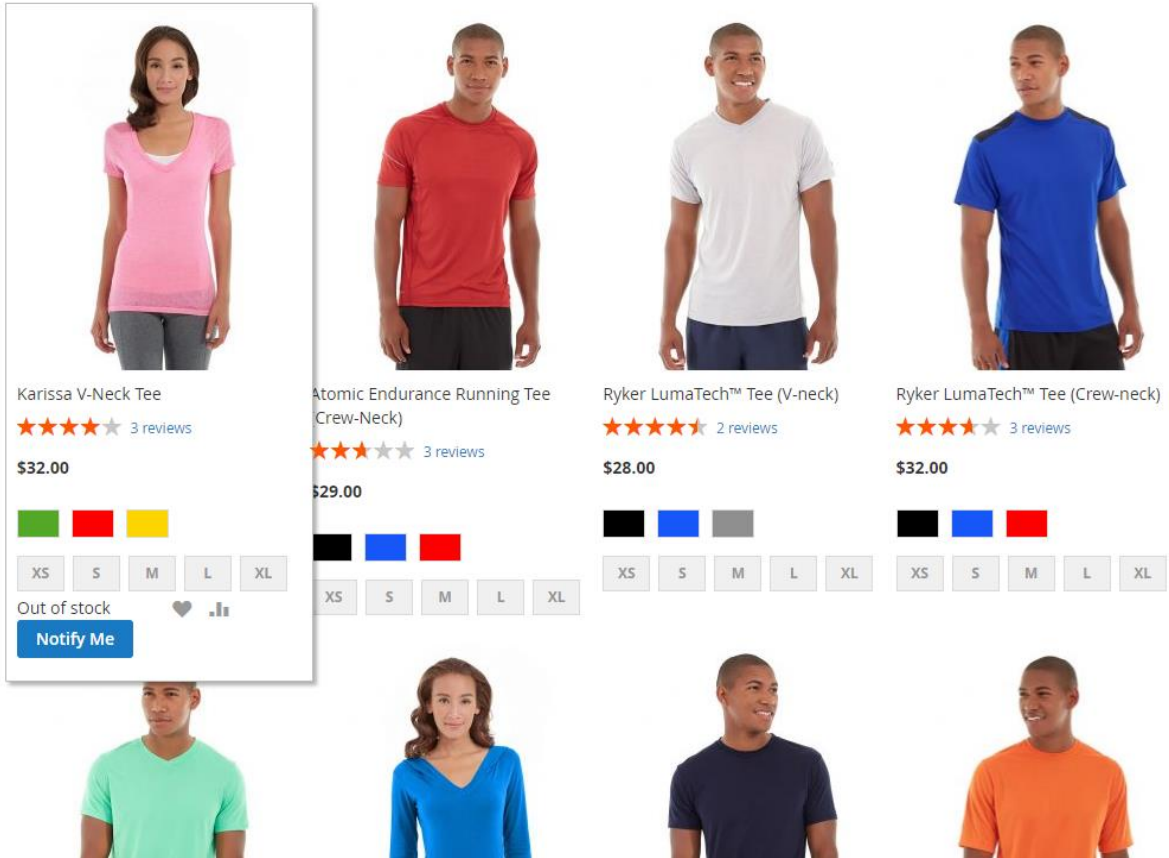 Karissa V-Neck Tee
3 reviews
$32.00
XS S M L XL
Out of stock
Notify Me
Atomic Endurance Running Tee
Crew-Neck)
3 reviews
$29.00
XS S M L XL
Ryker LumaTech™ Tee (V-neck)
2 reviews
$28.00
XS S M L XL
Ryker LumaTech™ Tee (Crew-neck)
3 reviews
$32.00
XS S M L XL